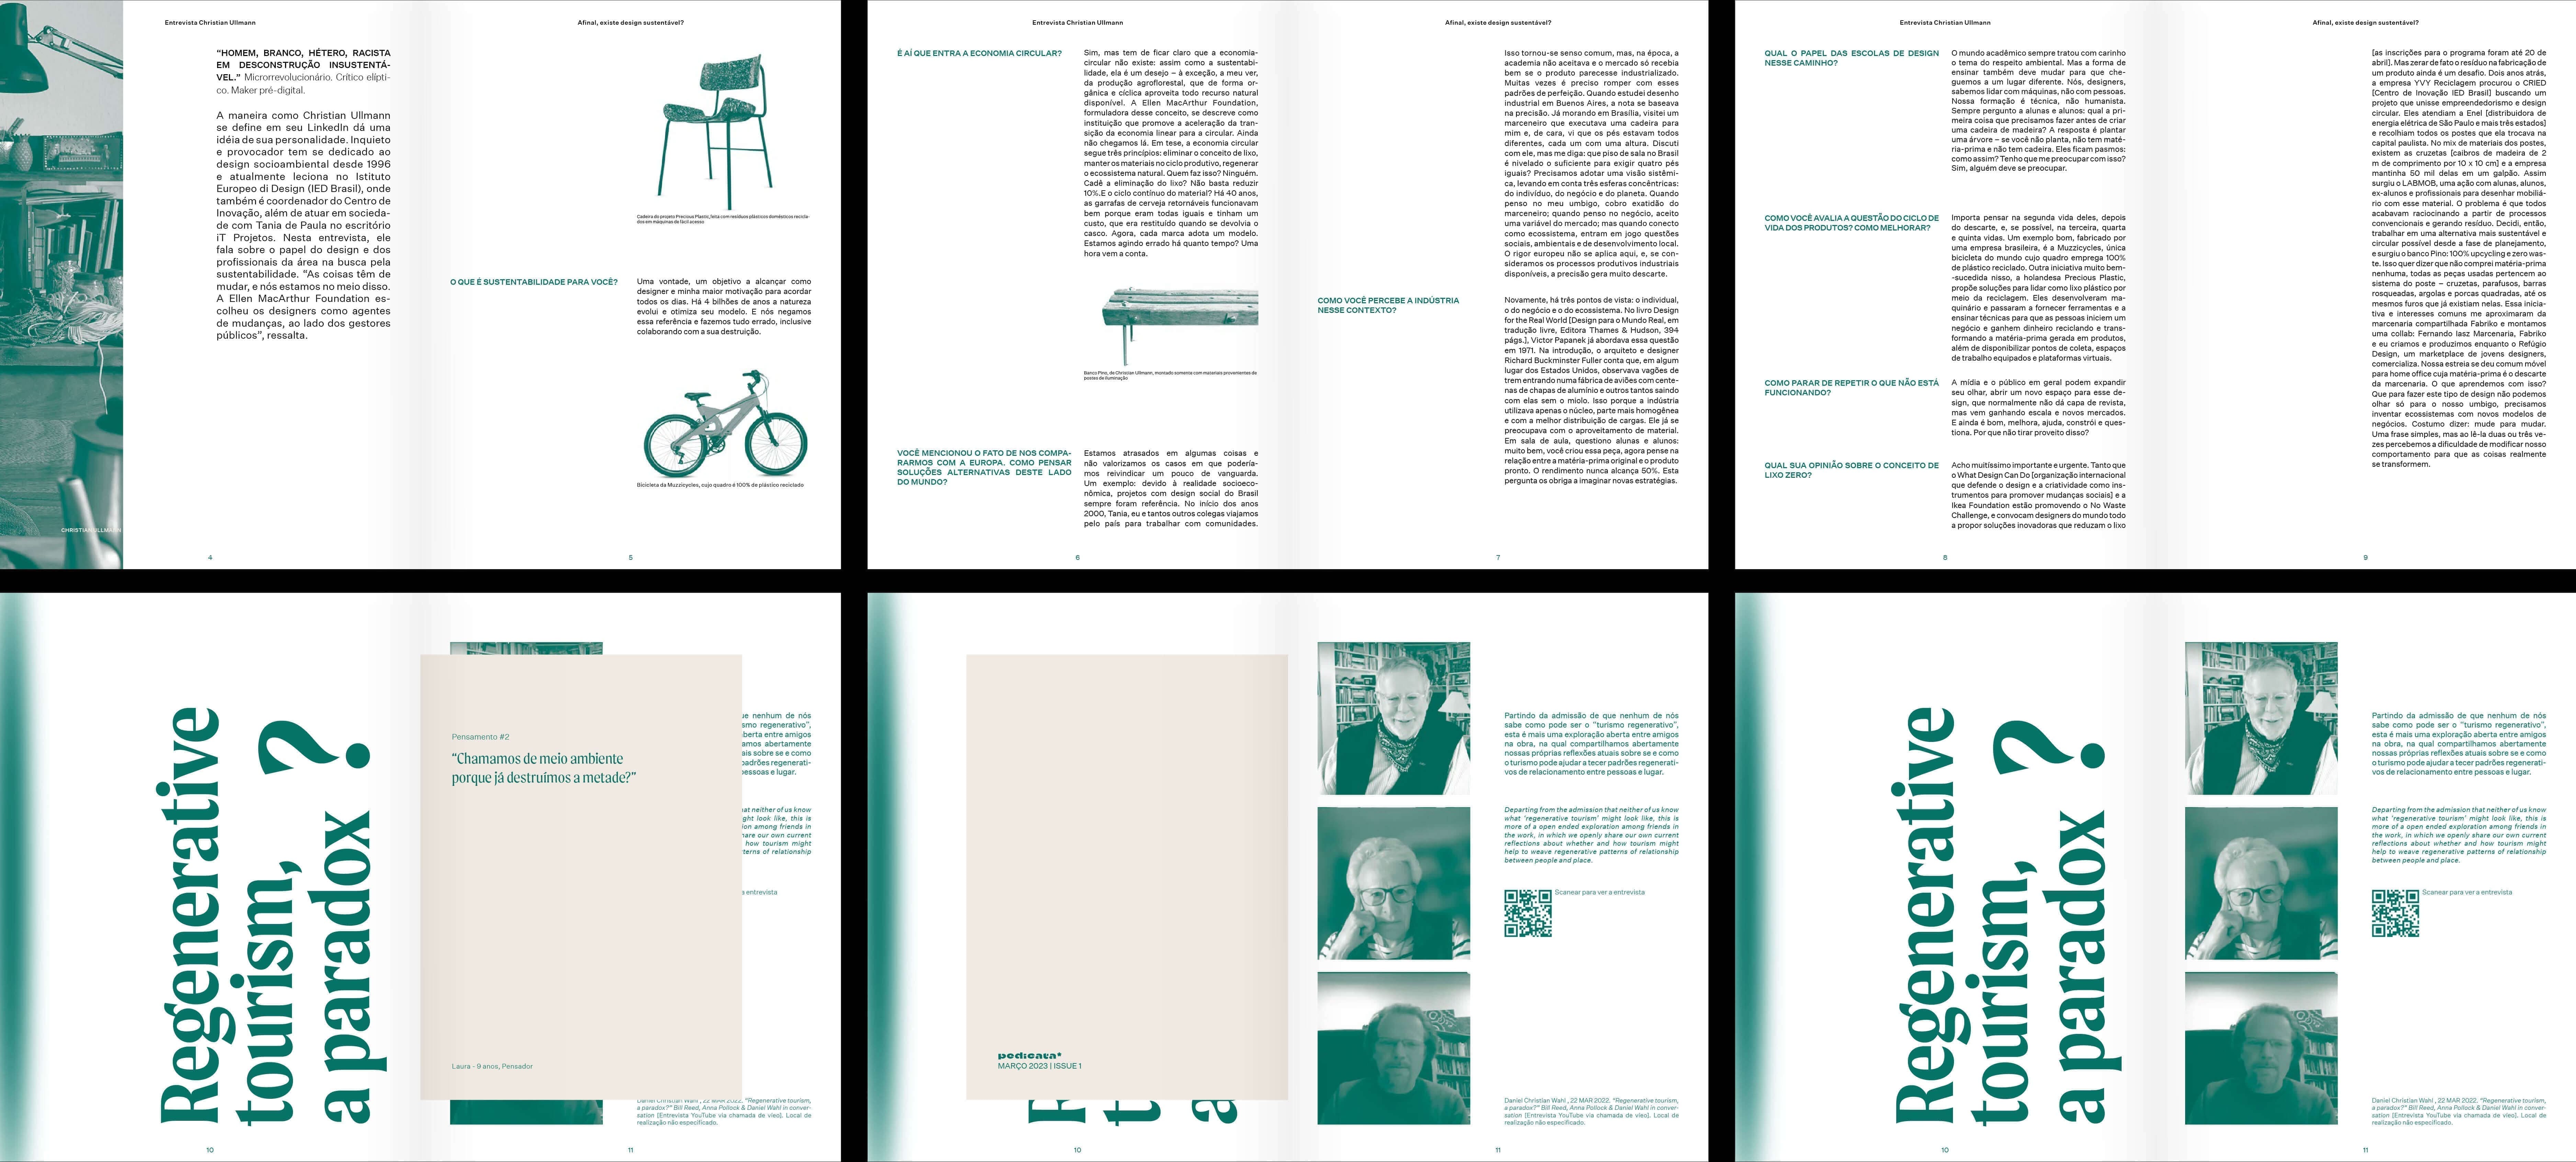 Entrevista Christian Ullmann
“HOMEM, BRANCO, HÉTERO, RACISTA
EM DESCONSTRUÇÃO INSUSTENTÁ-
VEL.” Microrrevolucionário. Crítico elípti-
co. Maker pré-digital.
A maneira como Christian Ullmann
se define em seu LinkedIn dá uma
idéia de sua personalidade. Inquieto
e provocador tem se dedicado ao
design socioambiental desde 1996
e atualmente leciona no Istituto
Europeo di Design (IED Brasil), onde
também é coordenador do Centro de
Inovação, além de atuar em socieda-
de com Tania de Paula no escritório
iT Projetos. Nesta entrevista, ele
fala sobre o papel do design e dos
profissionais da área na busca pela
sustentabilidade. “As coisas têm de
mudar, e nós estamos no meio disso.
A Ellen MacArthur Foundation es-
colheu os designers como agentes
de mudanças, ao lado dos gestores
públicos”, ressalta.
CHRISTIAN ULLMANN
4
Afinal, existe design sustentável?
Cadeira do projeto Precious Plastic, feita com resíduos plásticos domésticos recicla-
dos em máquinas de fácil acesso
O QUE É SUSTENTABILIDADE PARA VOCÊ?
Uma vontade, um objetivo a alcançar como
designer e minha maior motivação para acordar
todos os dias. Há 4 bilhões de anos a natureza
evolui e otimiza seu modelo. E nós negamos
essa referência e fazemos tudo errado, inclusive
colaborando com a sua destruição.
Bicicleta da Muzzicycles, cujo quadro é 100% de plástico reciclado
5
Entrevista Christian Ullmann
É AÍ QUE ENTRA A ECONOMIA CIRCULAR?
Sim, mas tem de ficar claro que a economia-
circular não existe: assim como a sustentabi-
lidade, ela é um desejo – à exceção, a meu ver,
da produção agroflorestal, que de forma or-
gânica e cíclica aproveita todo recurso natural
disponível. A Ellen MacArthur Foundation,
formuladora desse conceito, se descreve como
instituição que promove a aceleração da tran-
sição da economia linear para a circular. Ainda
não chegamos lá. Em tese, a economia circular
segue três princípios: eliminar o conceito de lixo,
manter os materiais no ciclo produtivo, regenerar
o ecossistema natural. Quem faz isso? Ninguém.
Cadê a eliminação do lixo? Não basta reduzir
10%.E o ciclo contínuo do material? Há 40 anos,
as garrafas de cerveja retornáveis funcionavam
bem porque eram todas iguais e tinham um
custo, que era restituído quando se devolvia o
casco. Agora, cada marca adota um modelo.
Estamos agindo errado há quanto tempo? Uma
hora vem a conta.
Banco Pino, de Christian Ullmann, montado somente com materiais provenientes de
postes de iluminação
VOCÊ MENCIONOU O FATO DE NOS COMPA-
RARMOS COM A EUROPA. COMO PENSAR
SOLUÇÕES ALTERNATIVAS DESTE LADO
DO MUNDO?
Estamos atrasados em algumas coisas e
não valorizamos os casos em que podería-
mos reivindicar um pouco de vanguarda.
Um exemplo: devido à realidade socioeco-
nômica, projetos com design social do Brasil
sempre foram referência. No início dos anos
2000, Tania, eu e tantos outros colegas viajamos
pelo país para trabalhar com comunidades.
6
Afinal, existe design sustentável?
Isso tornou-se senso comum, mas, na época, a
academia não aceitava e o mercado só recebia
bem se o produto parecesse industrializado.
Muitas vezes é preciso romper com esses
padrões de perfeição. Quando estudei desenho
industrial em Buenos Aires, a nota se baseava
na precisão. Já morando em Brasília, visitei um
marceneiro que executava uma cadeira para
mim e, de cara, vi que os pés estavam todos
diferentes, cada um com uma altura. Discuti
com ele, mas me diga: que piso de sala no Brasil
é nivelado o suficiente para exigir quatro pés
iguais? Precisamos adotar uma visão sistêmi-
ca, levando em conta três esferas concêntricas:
do indivíduo, do negócio e do planeta. Quando
penso no meu umbigo, cobro exatidão do
marceneiro; quando penso no negócio, aceito
uma variável do mercado; mas quando conecto
como ecossistema, entram em jogo questões
sociais, ambientais e de desenvolvimento local.
O rigor europeu não se aplica aqui, e, se con-
sideramos os processos produtivos industriais
disponíveis, a precisão gera muito descarte.
COMO VOCÊ PERCEBE A INDÚSTRIA
NESSE CONTEXTO?
Novamente, há três pontos de vista: o individual,
o do negócio e o do ecossistema. No livro Design
for the Real World [Design para o Mundo Real, em
tradução livre, Editora Thames & Hudson, 394
págs.], Victor Papanek já abordava essa questão
em 1971. Na introdução, o arquiteto e designer
Richard Buckminster Fuller conta que, em algum
lugar dos Estados Unidos, observava vagões de
trem entrando numa fábrica de aviões com cente-
nas de chapas de alumínio e outros tantos saindo
com elas sem o miolo. Isso porque a indústria
utilizava apenas o núcleo, parte mais homogênea
e com a melhor distribuição de cargas. Ele já se
preocupava com o aproveitamento de material.
Em sala de aula, questiono alunas e alunos:
muito bem, você criou essa peça, agora pense na
relação entre a matéria-prima original e o produto
pronto. O rendimento nunca alcança 50%. Esta
pergunta os obriga a imaginar novas estratégias.
7
Entrevista Christian Ullmann
QUAL O PAPEL DAS ESCOLAS DE DESIGN
NESSE CAMINHO?
O mundo acadêmico sempre tratou com carinho
o tema do respeito ambiental. Mas a forma de
ensinar também deve mudar para que che-
guemos a um lugar diferente. Nós, designers,
sabemos lidar com máquinas, não com pessoas.
Nossa formação é técnica, não humanista.
Sempre pergunto a alunas e alunos: qual a pri-
meira coisa que precisamos fazer antes de criar
uma cadeira de madeira? A resposta é plantar
uma árvore – se você não planta, não tem maté-
ria-prima e não tem cadeira. Eles ficam pasmos:
como assim? Tenho que me preocupar com isso?
Sim, alguém deve se preocupar.
COMO VOCÊ AVALIA A QUESTÃO DO CICLO DE
VIDA DOS PRODUTOS? COMO MELHORAR?
Importa pensar na segunda vida deles, depois
do descarte, e, se possível, na terceira, quarta
e quinta vidas. Um exemplo bom, fabricado por
uma empresa brasileira, é a Muzzicycles, única
bicicleta do mundo cujo quadro emprega 100%
de plástico reciclado. Outra iniciativa muito bem-
-sucedida nisso, a holandesa Precious Plastic,
propõe soluções para lidar como lixo plástico por
meio da reciclagem. Eles desenvolveram ma-
quinário e passaram a fornecer ferramentas e a
ensinar técnicas para que as pessoas iniciem um
negócio e ganhem dinheiro reciclando e trans-
formando a matéria-prima gerada em produtos,
além de disponibilizar pontos de coleta, espaços
de trabalho equipados e plataformas virtuais.
COMO PARAR DE REPETIR O QUE NÃO ESTÁ
FUNCIONANDO?
A mídia e o público em geral podem expandir
seu olhar, abrir um novo espaço para esse de-
sign, que normalmente não dá capa de revista,
mas vem ganhando escala e novos mercados.
E ainda é bom, melhora, ajuda, constrói e ques-
tiona. Por que não tirar proveito disso?
QUAL SUA OPINIÃO SOBRE O CONCEITO DE
LIXO ZERO?
Acho muitíssimo importante e urgente. Tanto que
o What Design Can Do [organização internacional
que defende o design e a criatividade como ins-
trumentos para promover mudanças sociais] e a
Ikea Foundation estão promovendo o No Waste
Challenge, e convocam designers do mundo todo
a propor soluções inovadoras que reduzam o lixo
8
Afinal, existe design sustentável?
[as inscrições para o programa foram até 20 de
abril]. Mas zerar de fato o resíduo na fabricação de
um produto ainda é um desafio. Dois anos atrás,
a empresa YVY Reciclagem procurou o CRIED
[Centro de Inovação IED Brasil] buscando um
projeto que unisse empreendedorismo e design
circular. Eles atendiam a Enel [distribuidora de
energia elétrica de São Paulo e mais três estados]
e recolhiam todos os postes que ela trocava na
capital paulista. No mix de materiais dos postes,
existem as cruzetas [caibros de madeira de 2
m de comprimento por 10 x 10 cm] e a empresa
mantinha 50 mil delas em um galpão. Assim
surgiu o LABMOB, uma ação com alunas, alunos,
ex-alunos e profissionais para desenhar mobiliá-
rio com esse material. O problema é que todos
acabavam raciocinando a partir de processos
convencionais e gerando resíduo. Decidi, então,
trabalhar em uma alternativa mais sustentável e
circular possível desde a fase de planejamento,
e surgiu o banco Pino: 100% upcycling e zero was-
te. Isso quer dizer que não comprei matéria-prima
nenhuma, todas as peças usadas pertencem ao
sistema do poste – cruzetas, parafusos, barras
rosqueadas, argolas e porcas quadradas, até os
mesmos furos que já existiam nelas. Essa inicia-
tiva e interesses comuns me aproximaram da
marcenaria compartilhada Fabriko e montamos
uma collab: Fernando Iasz Marcenaria, Fabriko
e eu criamos e produzimos enquanto o Refúgio
Design, um marketplace de jovens designers,
comercializa. Nossa estreia se deu comum móvel
para home office cuja matéria-prima é o descarte
da marcenaria. O que aprendemos com isso?
Que para fazer este tipo de design não podemos
olhar só para o nosso umbigo, precisamos
inventar ecossistemas com novos modelos de
negócios. Costumo dizer: mude para mudar.
Uma frase simples, mas ao lê-la duas ou três ve-
zes percebemos a dificuldade de modificar nosso
comportamento para que as coisas realmente
se transformem.
9
Regenerative
tourism,
a paradox ?
10
Pensamento #2
“Chamamos de meio ambiente
porque já destruímos a metade?”
Laura - 9 anos, Pensador
ue nenhum de nós
smo regenerativo”,
berta entre amigos
amos abertamente
ais sobre se e como
padrões regenerati-
essoas e lugar.
at neither of us know
ght look like, this is
ion among friends in
hare our own current
how tourism might
terns of relationship
a entrevista
Daniel Christian Wahl , 22 MAR 2022. “Regenerative tourism,
a paradox?” Bill Reed, Anna Pollock & Daniel Wahl in conver-
sation [Entrevista YouTube via chamada de víeo]. Local de
realização não especificado.
11
pedicata*
MARÇO 2023 | ISSUE 1
R
t
a
10
Partindo da admissão de que nenhum de nós
sabe como pode ser o “turismo regenerativo”,
esta é mais uma exploração aberta entre amigos
na obra, na qual compartilhamos abertamente
nossas próprias reflexões atuais sobre se e como
o turismo pode ajudar a tecer padrões regenerati-
vos de relacionamento entre pessoas e lugar.
Departing from the admission that neither of us know
what ‘regenerative tourism’ might look like, this is
more of a open ended exploration among friends in
the work, in which we openly share our own current
reflections about whether and how tourism might
help to weave regenerative patterns of relationship
between people and place.
Scanear para ver a entrevista
Daniel Christian Wahl , 22 MAR 2022. “Regenerative tourism,
a paradox?” Bill Reed, Anna Pollock & Daniel Wahl in conver-
sation [Entrevista YouTube via chamada de víeo]. Local de
realização não especificado.
11
Regenerative
tourism,
a paradox ?
10
Partindo da admissão de que nenhum de nós
sabe como pode ser o “turismo regenerativo”,
esta é mais uma exploração aberta entre amigos
na obra, na qual compartilhamos abertamente
nossas próprias reflexões atuais sobre se e como
o turismo pode ajudar a tecer padrões regenerati-
vos de relacionamento entre pessoas e lugar.
Departing from the admission that neither of us know
what ‘regenerative tourism’ might look like, this is
more of a open ended exploration among friends in
the work, in which we openly share our own current
reflections about whether and how tourism might
help to weave regenerative patterns of relationship
between people and place.
Scanear para ver a entrevista
Daniel Christian Wahl , 22 MAR 2022. “Regenerative tourism,
a paradox?” Bill Reed, Anna Pollock & Daniel Wahl in conver-
sation [Entrevista YouTube via chamada de víeo]. Local de
realização não especificado.
11